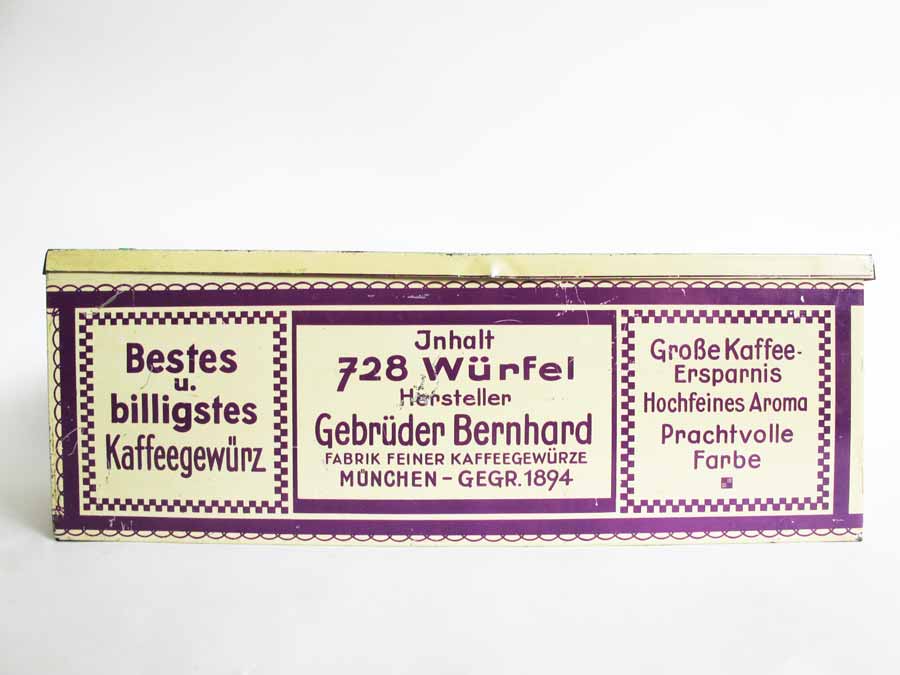 Bestes
u.
billigstes
Kaffeegewürz
Jnhalt
728 Würfel
Hersteller
Gebrüder Bernhard
FABRIK FEINER KAFFEEGEWÜRZE
MÜNCHEN – GEGR. 1894
Große Kaffee-
Ersparnis
Hochfeines Aroma
Prachtvolle
Farbe